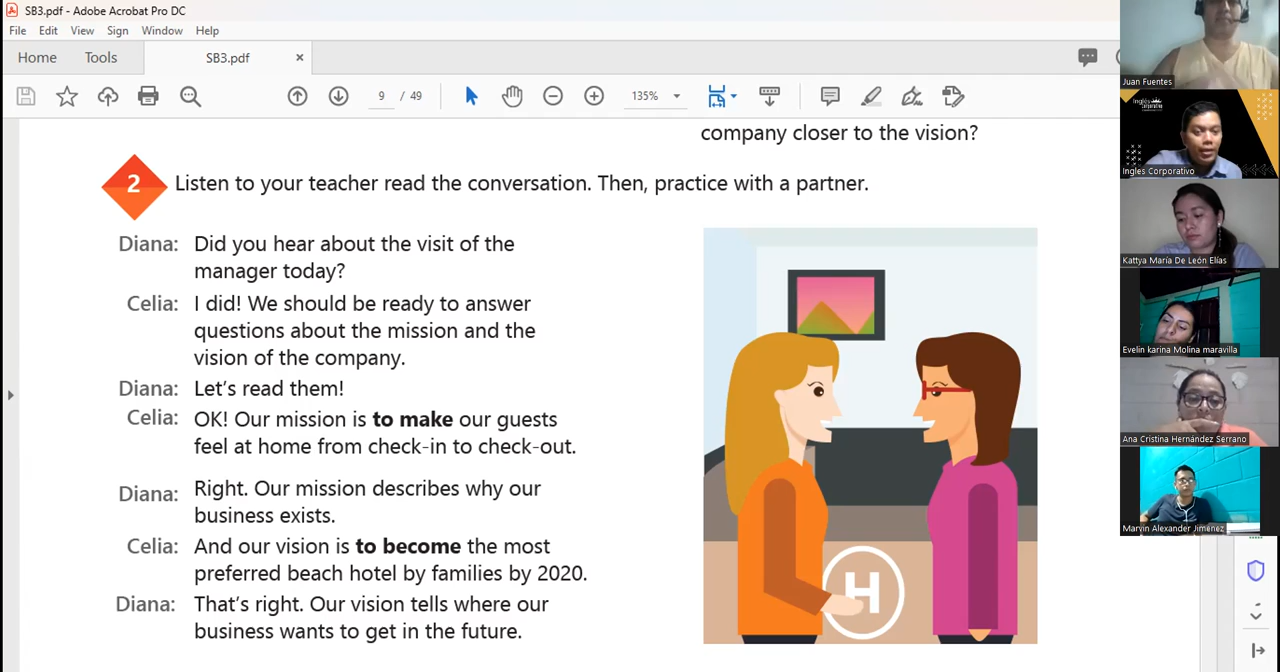 SB3.pdf - Adobe Acrobat Pro DC
File Edit View Sign Window Help
Home Tools SB3.pdf ×
9 / 49 135%
company closer to the vision?
2 Listen to your teacher read the conversation. Then, practice with a partner.
Diana: Did you hear about the visit of the
manager today?
Celia: I did! We should be ready to answer
questions about the mission and the
vision of the company.
Diana: Let's read them!
Celia: OK! Our mission is to make our guests
feel at home from check-in to check-out.
Diana: Right. Our mission describes why our
business exists.
Celia: And our vision is to become the most
preferred beach hotel by families by 2020.
Diana: That's right. Our vision tells where our
business wants to get in the future.
H
Juan Fuentes
Ingles Corporativo
Kattya María De León Elías
Evelin karina Molina maravilla
Ana Cristina Hernández Serrano
Marvin Alexander Jimenez